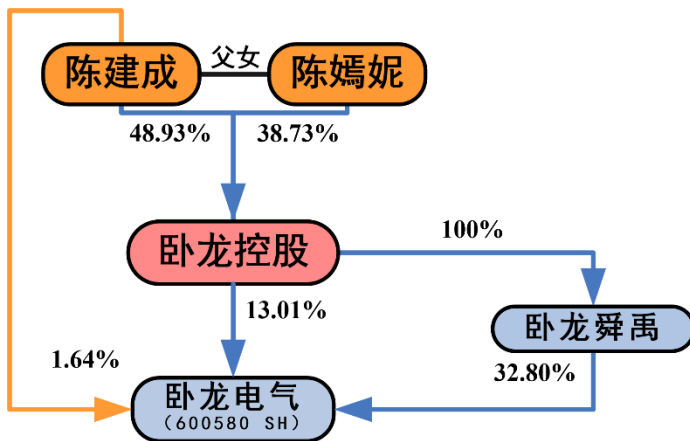 父女
陈建成
陈嫣妮
48.93%
38.73%
卧龙控股
100%
13.01%
卧龙舜禹
1.64%
32.80%
卧龙电气
(600580 SH)